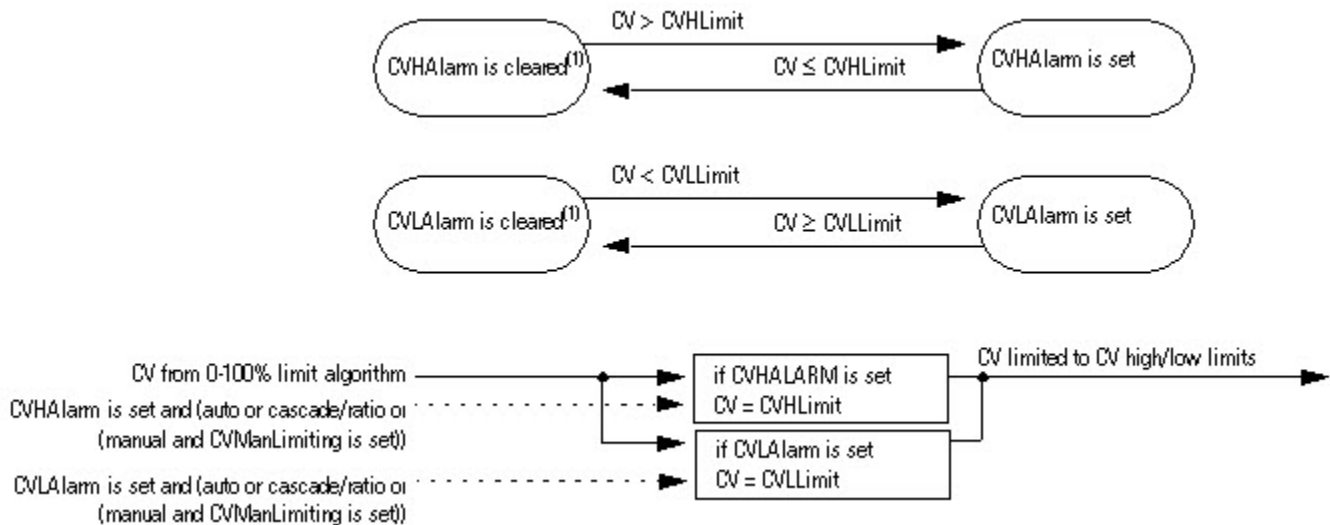 CV > CVHLimit
CVHAlarm is cleared(1)
CV ≤ CVHLimit
CVHAlarm is set
CV < CVLLimit
CVLAlarm is cleared(1)
CV ≥ CVLLimit
CVLAlarm is set
CV from 0-100% limit algorithm
CVHAlarm is set and (auto or cascade/ratio or
(manual and CVManLimiting is set))
CVLAlarm is set and (auto or cascade/ratio or
(manual and CVManLimiting is set))
if CVHALARM is set
CV = CVHLimit
if CVLAlarm is set
CV = CVLLimit
CV limited to CV high/low limits